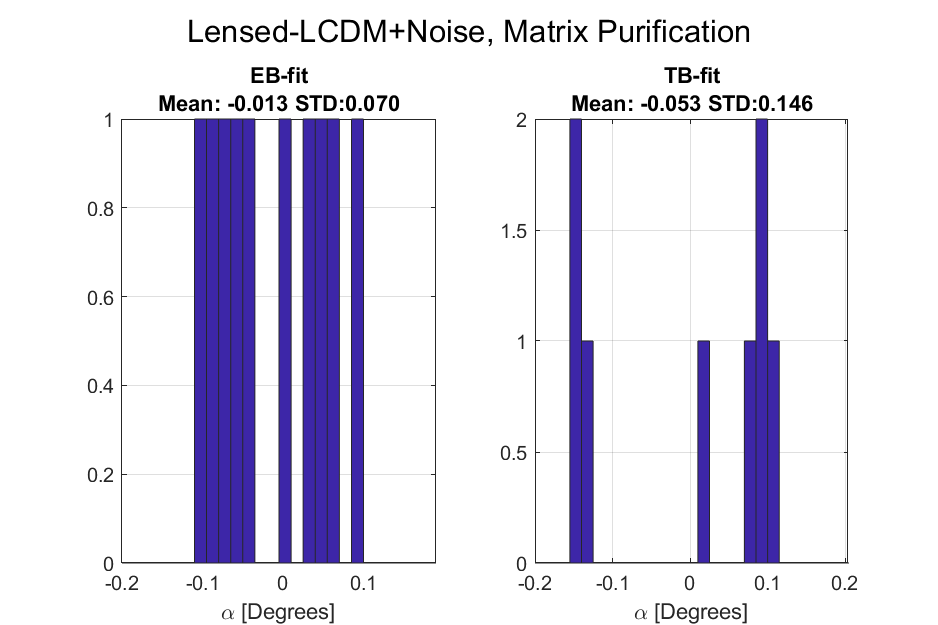 Lensed-LCDM+Noise, Matrix Purification
EB-fit
Mean: -0.013 STD:0.070
1
0.8
0.6
0.4
0.2
0
-0.2
-0.1
0
0.1
α [Degrees]
TB-fit
Mean: -0.053 STD:0.146
2
1.5
1
0.5
0
-0.2
-0.1
0
0.1
0.2
α [Degrees]